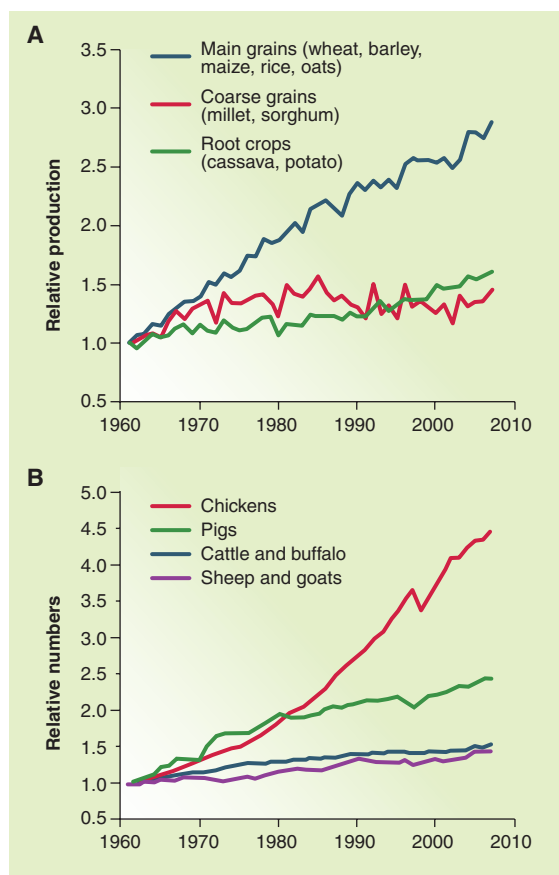 A
3.5
3.0
2.5
2.0
1.5
1.0
0.5
Relative production
Main grains (wheat, barley,
maize, rice, oats)
Coarse grains
(millet, sorghum)
Root crops
(cassava, potato)
1960 1970 1980 1990 2000 2010
B
5.0
4.5
4.0
3.5
3.0
2.5
2.0
1.5
1.0
0.5
Relative numbers
Chickens
Pigs
Cattle and buffalo
Sheep and goats
1960 1970 1980 1990 2000 2010